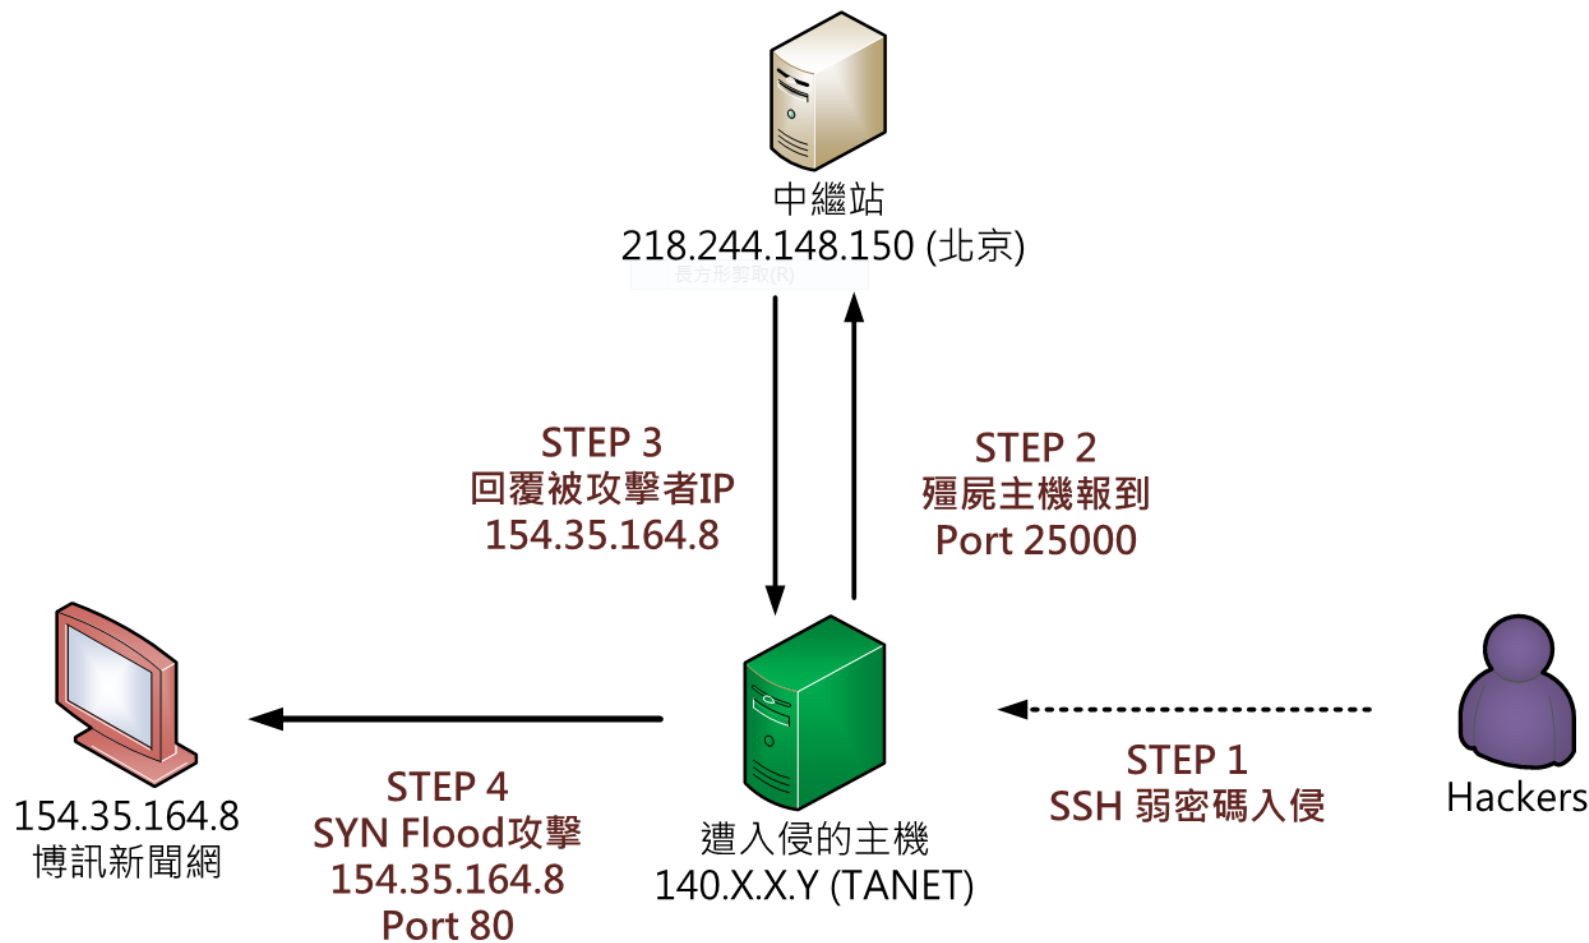 中繼站
218.244.148.150 (北京)
長方形剪取(R)
STEP 3
回覆被攻擊者IP
154.35.164.8
STEP 2
殭屍主機報到
Port 25000
STEP 1
SSH 弱密碼入侵
Hackers
STEP 4
SYN Flood攻擊
154.35.164.8
Port 80
154.35.164.8
博訊新聞網
遭入侵的主機
140.X.X.Y (TANET)